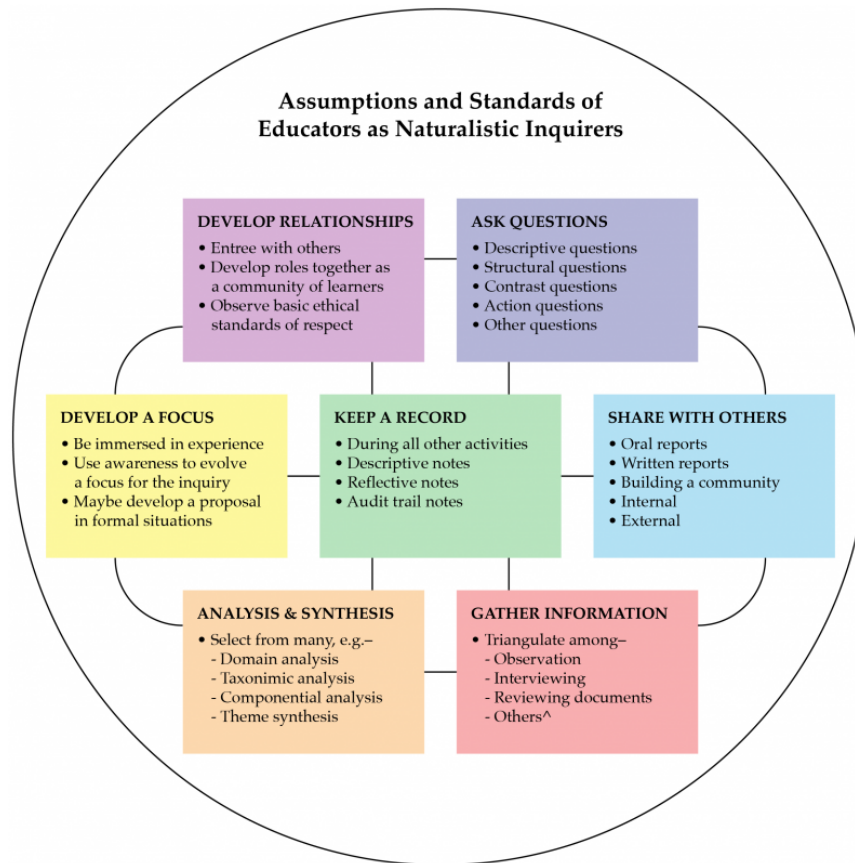 Assumptions and Standards of
Educators as Naturalistic Inquirers
DEVELOP RELATIONSHIPS
• Entree with others
• Develop roles together as
a community of learners
• Observe basic ethical
standards of respect
ASK QUESTIONS
• Descriptive questions
• Structural questions
• Contrast questions
• Action questions
• Other questions
DEVELOP A FOCUS
• Be immersed in experience
• Use awareness to evolve
a focus for the inquiry
• Maybe develop a proposal
in formal situations
KEEP A RECORD
• During all other activities
• Descriptive notes
• Reflective notes
• Audit trail notes
SHARE WITH OTHERS
• Oral reports
• Written reports
• Building a community
• Internal
• External
ANALYSIS & SYNTHESIS
• Select from many, e.g.–
- Domain analysis
- Taxonimic analysis
- Componential analysis
- Theme synthesis
GATHER INFORMATION
• Triangulate among–
- Observation
- Interviewing
- Reviewing documents
- Others^